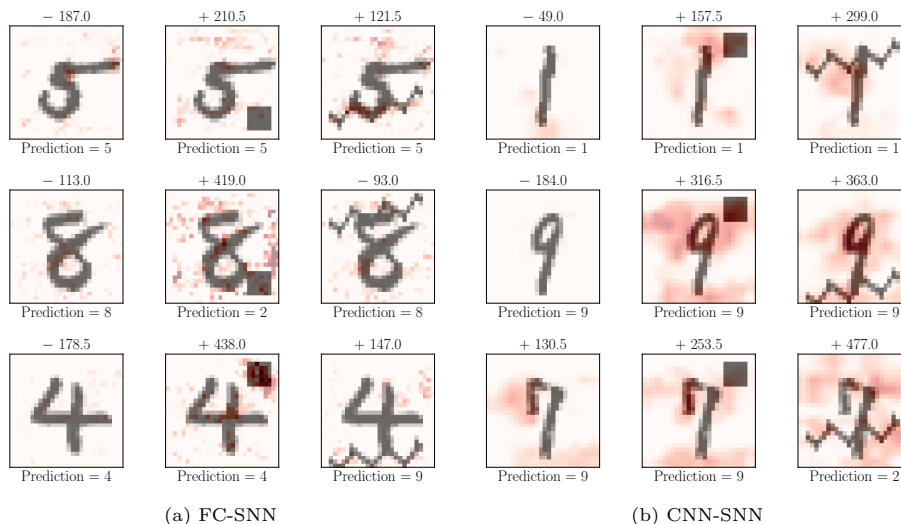 − 187.0 + 210.5 + 121.5 − 49.0 + 157.5 + 299.0
Prediction = 5 Prediction = 5 Prediction = 5 Prediction = 1 Prediction = 1 Prediction = 1
− 113.0 + 419.0 − 93.0 − 184.0 + 316.5 + 363.0
Prediction = 8 Prediction = 2 Prediction = 8 Prediction = 9 Prediction = 9 Prediction = 9
− 178.5 + 438.0 + 147.0 + 130.5 + 253.5 + 477.0
Prediction = 4 Prediction = 4 Prediction = 9 Prediction = 9 Prediction = 9 Prediction = 2
(a) FC-SNN (b) CNN-SNN